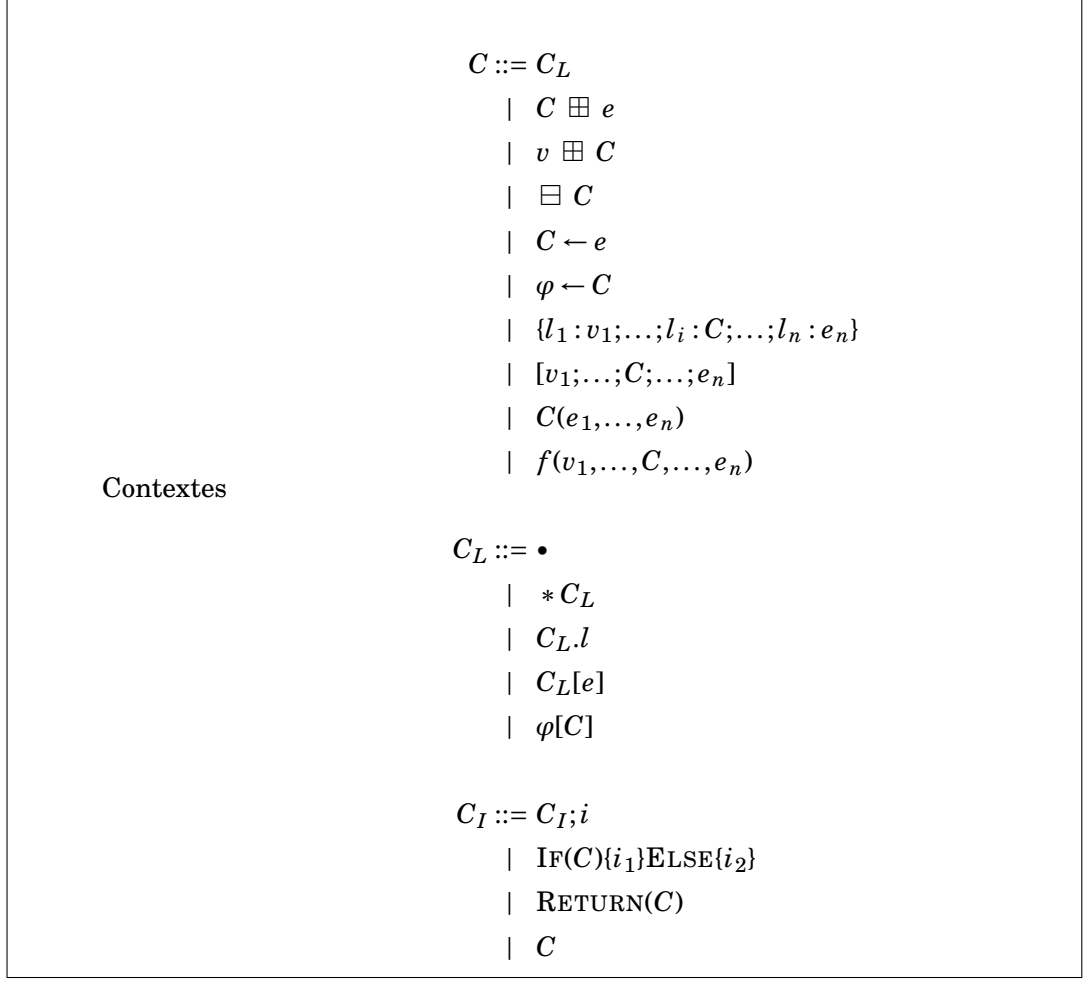 C ::= C_L
| C ⊞ e
| v ⊞ C
| ⊟ C
| C ← e
| φ ← C
| {l_1 : v_1; …; l_i : C; …; l_n : e_n}
| [v_1; …; C; …; e_n]
| C(e_1, …, e_n)
| f(v_1, …, C, …, e_n)
Contextes
C_L ::= •
| ∗ C_L
| C_L.l
| C_L[e]
| φ[C]
C_I ::= C_I; i
| IF(C){i_1}ELSE{i_2}
| RETURN(C)
| C